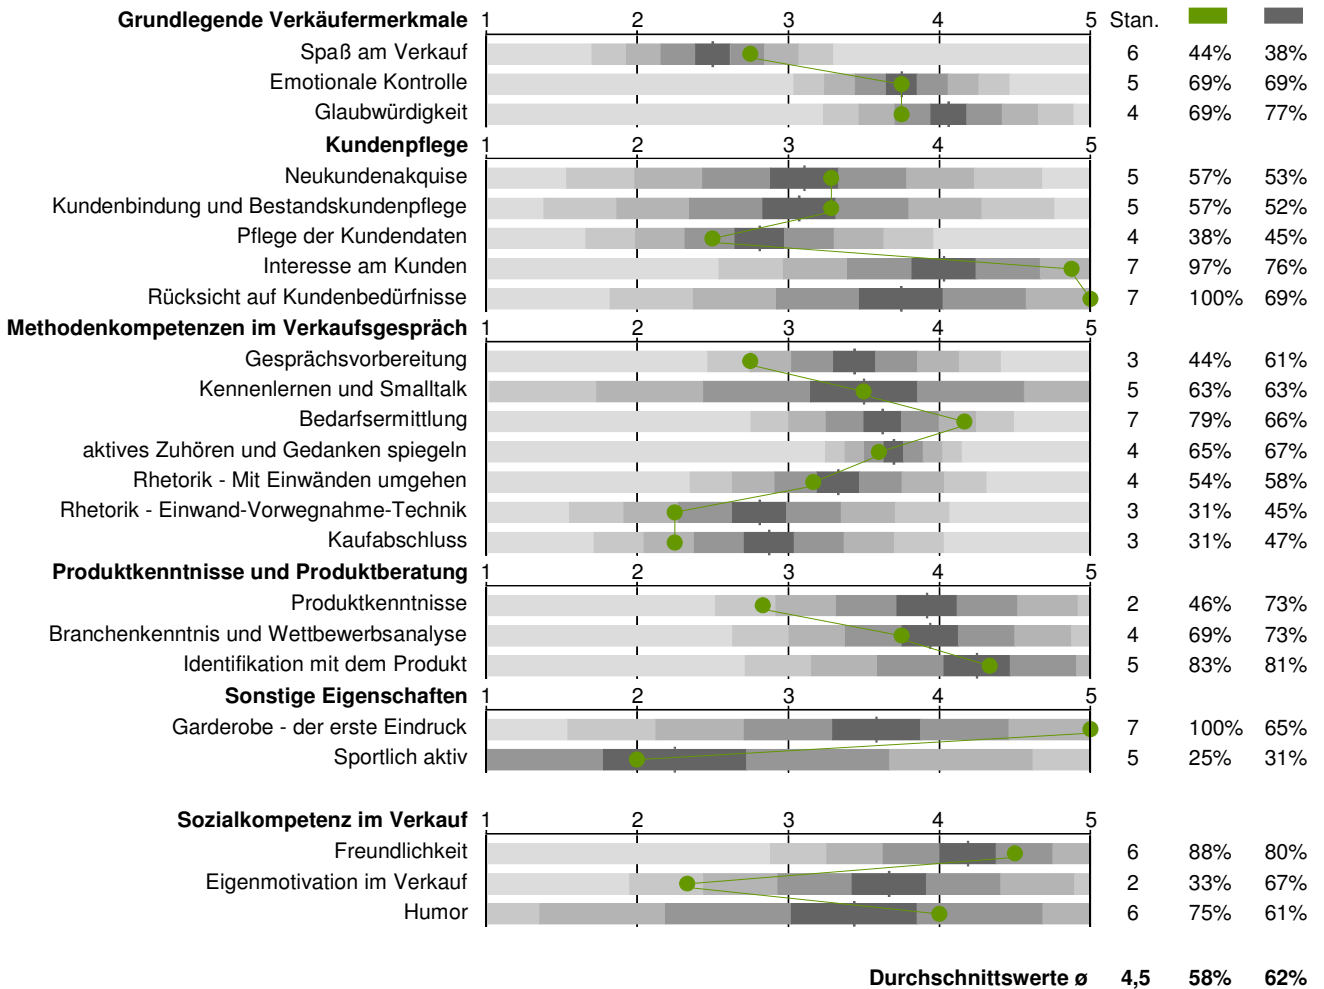 Grundlegende Verkäufermerkmale 1 2 3 4 5 Stan.
Spaß am Verkauf 6 44% 38%
Emotionale Kontrolle 5 69% 69%
Glaubwürdigkeit 4 69% 77%
Kundenpflege 1 2 3 4 5
Neukundenakquise 5 57% 53%
Kundenbindung und Bestandskundenpflege 5 57% 52%
Pflege der Kundendaten 4 38% 45%
Interesse am Kunden 7 97% 76%
Rücksicht auf Kundenbedürfnisse 7 100% 69%
Methodenkompetenzen im Verkaufsgespräch 1 2 3 4 5
Gesprächsvorbereitung 3 44% 61%
Kennenlernen und Smalltalk 5 63% 63%
Bedarfsermittlung 7 79% 66%
aktives Zuhören und Gedanken spiegeln 4 65% 67%
Rhetorik - Mit Einwänden umgehen 4 54% 58%
Rhetorik - Einwand-Vorwegnahme-Technik 3 31% 45%
Kaufabschluss 3 31% 47%
Produktkenntnisse und Produktberatung 1 2 3 4 5
Produktkenntnisse 2 46% 73%
Branchenkenntnis und Wettbewerbsanalyse 4 69% 73%
Identifikation mit dem Produkt 5 83% 81%
Sonstige Eigenschaften 1 2 3 4 5
Garderobe - der erste Eindruck 7 100% 65%
Sportlich aktiv 5 25% 31%
Sozialkompetenz im Verkauf 1 2 3 4 5
Freundlichkeit 6 88% 80%
Eigenmotivation im Verkauf 2 33% 67%
Humor 6 75% 61%
Durchschnittswerte ø 4,5 58% 62%